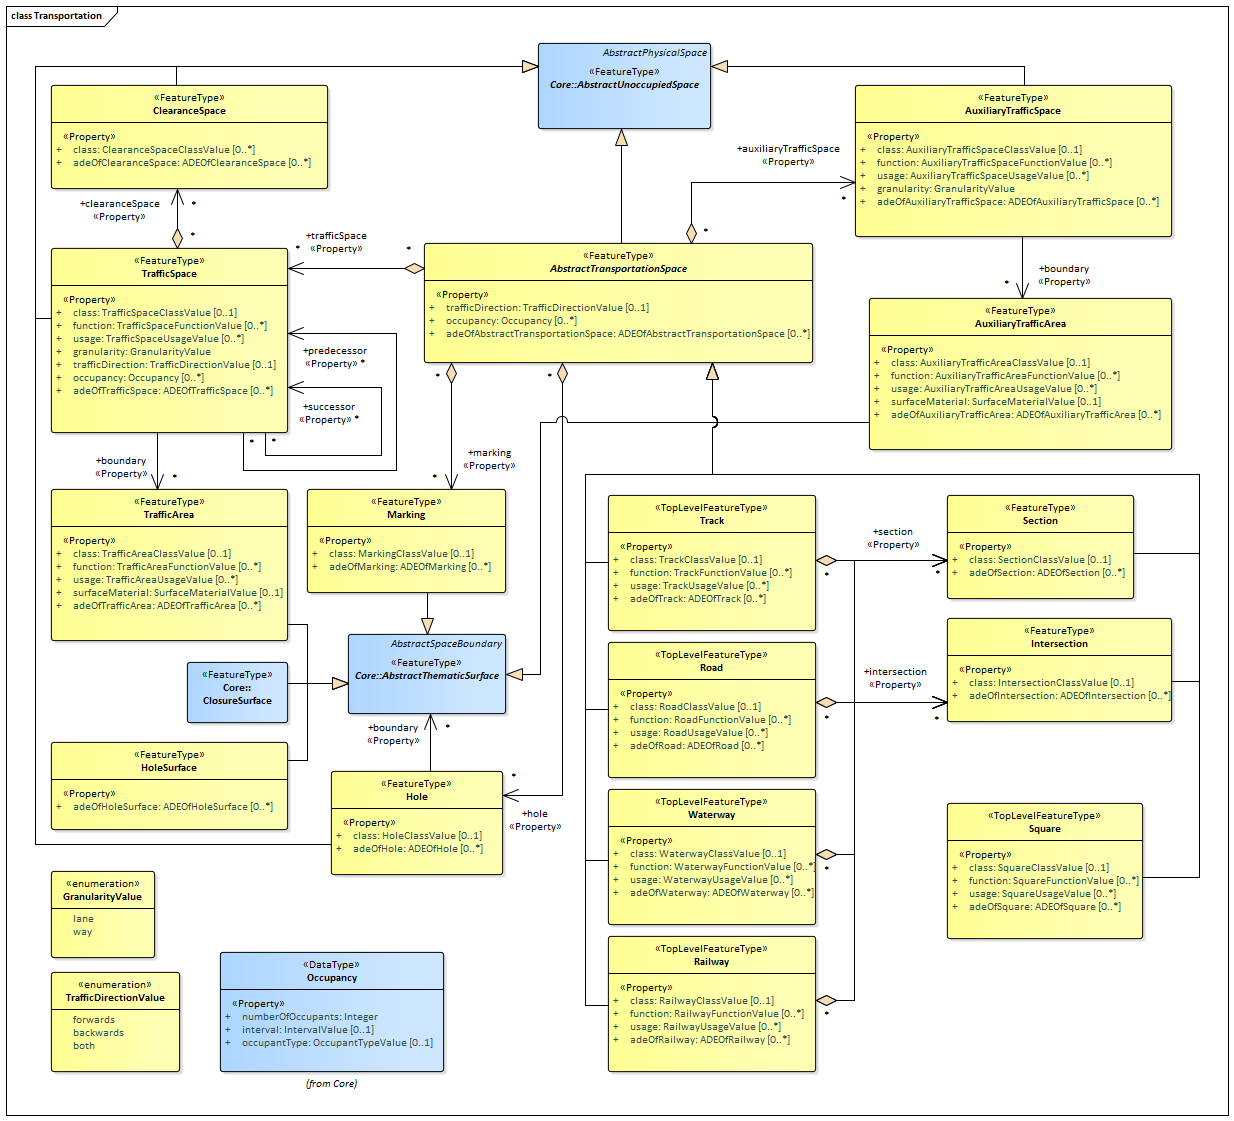 class Transportation
AbstractPhysicalSpace
«FeatureType»
Core::AbstractUnoccupiedSpace
«FeatureType»
ClearanceSpace
«Property»
+ class: ClearanceSpaceClassValue [0..*]
+ adeOfClearanceSpace: ADEOfClearanceSpace [0..*]
«FeatureType»
AuxiliaryTrafficSpace
«Property»
+ class: AuxiliaryTrafficSpaceClassValue [0..1]
+ function: AuxiliaryTrafficSpaceFunctionValue [0..*]
+ usage: AuxiliaryTrafficSpaceUsageValue [0..*]
+ granularity: GranularityValue
+ adeOfAuxiliaryTrafficSpace: ADEOfAuxiliaryTrafficSpace [0..*]
+auxiliaryTrafficSpace
«Property»
*
*
+clearanceSpace
«Property»
*
*
+trafficSpace
«Property»
*
*
«FeatureType»
TrafficSpace
«Property»
+ class: TrafficSpaceClassValue [0..1]
+ function: TrafficSpaceFunctionValue [0..*]
+ usage: TrafficSpaceUsageValue [0..*]
+ granularity: GranularityValue
+ trafficDirection: TrafficDirectionValue [0..1]
+ occupancy: Occupancy [0..*]
+ adeOfTrafficSpace: ADEOfTrafficSpace [0..*]
+predecessor
«Property» *
+successor
«Property» *
*
*
«FeatureType»
AbstractTransportationSpace
«Property»
+ trafficDirection: TrafficDirectionValue [0..1]
+ occupancy: Occupancy [0..*]
+ adeOfAbstractTransportationSpace: ADEOfAbstractTransportationSpace [0..*]
+boundary
«Property»
*
«FeatureType»
AuxiliaryTrafficArea
«Property»
+ class: AuxiliaryTrafficAreaClassValue [0..1]
+ function: AuxiliaryTrafficAreaFunctionValue [0..*]
+ usage: AuxiliaryTrafficAreaUsageValue [0..*]
+ surfaceMaterial: SurfaceMaterialValue [0..1]
+ adeOfAuxiliaryTrafficArea: ADEOfAuxiliaryTrafficArea [0..*]
*
*
+boundary
«Property»
*
+marking
«Property»
*
«FeatureType»
TrafficArea
«Property»
+ class: TrafficAreaClassValue [0..1]
+ function: TrafficAreaFunctionValue [0..*]
+ usage: TrafficAreaUsageValue [0..*]
+ surfaceMaterial: SurfaceMaterialValue [0..1]
+ adeOfTrafficArea: ADEOfTrafficArea [0..*]
«FeatureType»
Marking
«Property»
+ class: MarkingClassValue [0..1]
+ adeOfMarking: ADEOfMarking [0..*]
«TopLevelFeatureType»
Track
«Property»
+ class: TrackClassValue [0..1]
+ function: TrackFunctionValue [0..*]
+ usage: TrackUsageValue [0..*]
+ adeOfTrack: ADEOfTrack [0..*]
+section
«Property»
*
*
«FeatureType»
Section
«Property»
+ class: SectionClassValue [0..1]
+ adeOfSection: ADEOfSection [0..*]
AbstractSpaceBoundary
«FeatureType»
Core::AbstractThematicSurface
«FeatureType»
Core::
ClosureSurface
«TopLevelFeatureType»
Road
«Property»
+ class: RoadClassValue [0..1]
+ function: RoadFunctionValue [0..*]
+ usage: RoadUsageValue [0..*]
+ adeOfRoad: ADEOfRoad [0..*]
+intersection
«Property»
*
*
«FeatureType»
Intersection
«Property»
+ class: IntersectionClassValue [0..1]
+ adeOfIntersection: ADEOfIntersection [0..*]
+boundary
«Property»
*
«FeatureType»
HoleSurface
«Property»
+ adeOfHoleSurface: ADEOfHoleSurface [0..*]
«FeatureType»
Hole
«Property»
+ class: HoleClassValue [0..1]
+ adeOfHole: ADEOfHole [0..*]
*
+hole
«Property»
«TopLevelFeatureType»
Waterway
«Property»
+ class: WaterwayClassValue [0..1]
+ function: WaterwayFunctionValue [0..*]
+ usage: WaterwayUsageValue [0..*]
+ adeOfWaterway: ADEOfWaterway [0..*]
*
«TopLevelFeatureType»
Square
«Property»
+ class: SquareClassValue [0..1]
+ function: SquareFunctionValue [0..*]
+ usage: SquareUsageValue [0..*]
+ adeOfSquare: ADEOfSquare [0..*]
«enumeration»
GranularityValue
lane
way
«enumeration»
TrafficDirectionValue
forwards
backwards
both
«DataType»
Occupancy
«Property»
+ numberOfOccupants: Integer
+ interval: IntervalValue [0..1]
+ occupantType: OccupantTypeValue [0..1]
(from Core)
«TopLevelFeatureType»
Railway
«Property»
+ class: RailwayClassValue [0..1]
+ function: RailwayFunctionValue [0..*]
+ usage: RailwayUsageValue [0..*]
+ adeOfRailway: ADEOfRailway [0..*]
*